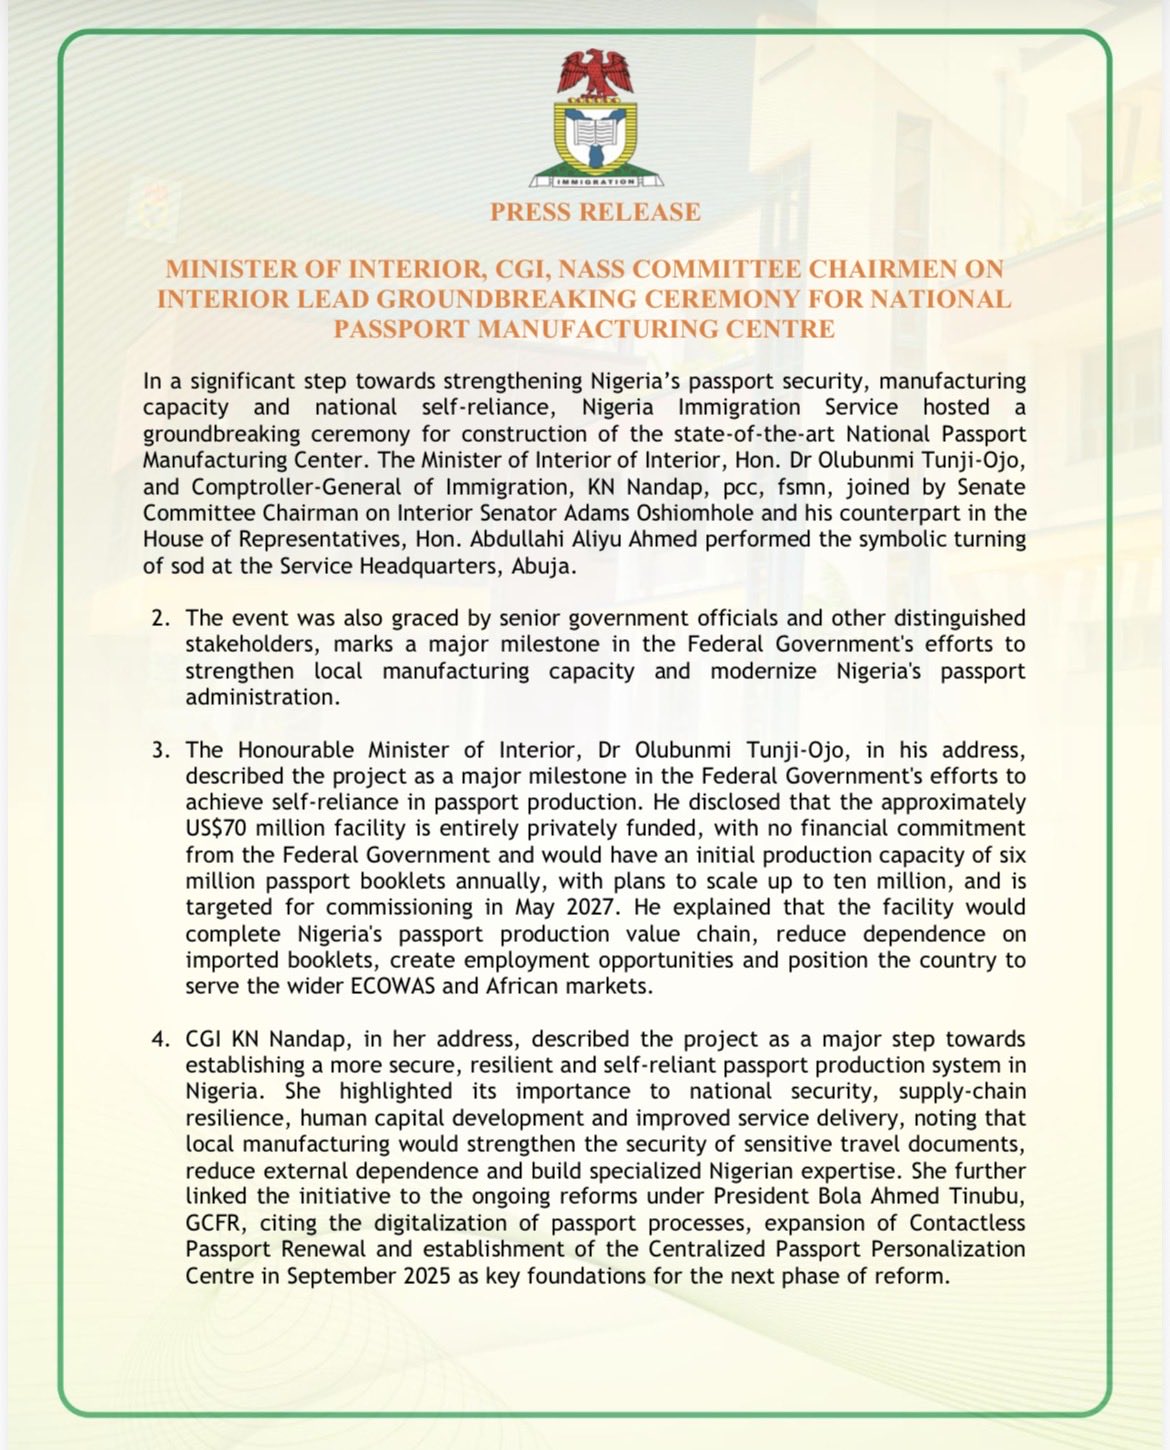 IMMIGRATION
PRESS RELEASE
MINISTER OF INTERIOR, CGI, NASS COMMITTEE CHAIRMEN ON
INTERIOR LEAD GROUNDBREAKING CEREMONY FOR NATIONAL
PASSPORT MANUFACTURING CENTRE
In a significant step towards strengthening Nigeria’s passport security, manufacturing
capacity and national self-reliance, Nigeria Immigration Service hosted a
groundbreaking ceremony for construction of the state-of-the-art National Passport
Manufacturing Center. The Minister of Interior of Interior, Hon. Dr Olubunmi Tunji-Ojo,
and Comptroller-General of Immigration, KN Nandap, pcc, fsmn, joined by Senate
Committee Chairman on Interior Senator Adams Oshiomhole and his counterpart in the
House of Representatives, Hon. Abdullahi Aliyu Ahmed performed the symbolic turning
of sod at the Service Headquarters, Abuja.
2. The event was also graced by senior government officials and other distinguished
stakeholders, marks a major milestone in the Federal Government's efforts to
strengthen local manufacturing capacity and modernize Nigeria's passport
administration.
3. The Honourable Minister of Interior, Dr Olubunmi Tunji-Ojo, in his address,
described the project as a major milestone in the Federal Government's efforts to
achieve self-reliance in passport production. He disclosed that the approximately
US$70 million facility is entirely privately funded, with no financial commitment
from the Federal Government and would have an initial production capacity of six
million passport booklets annually, with plans to scale up to ten million, and is
targeted for commissioning in May 2027. He explained that the facility would
complete Nigeria's passport production value chain, reduce dependence on
imported booklets, create employment opportunities and position the country to
serve the wider ECOWAS and African markets.
4. CGI KN Nandap, in her address, described the project as a major step towards
establishing a more secure, resilient and self-reliant passport production system in
Nigeria. She highlighted its importance to national security, supply-chain
resilience, human capital development and improved service delivery, noting that
local manufacturing would strengthen the security of sensitive travel documents,
reduce external dependence and build specialized Nigerian expertise. She further
linked the initiative to the ongoing reforms under President Bola Ahmed Tinubu,
GCFR, citing the digitalization of passport processes, expansion of Contactless
Passport Renewal and establishment of the Centralized Passport Personalization
Centre in September 2025 as key foundations for the next phase of reform.